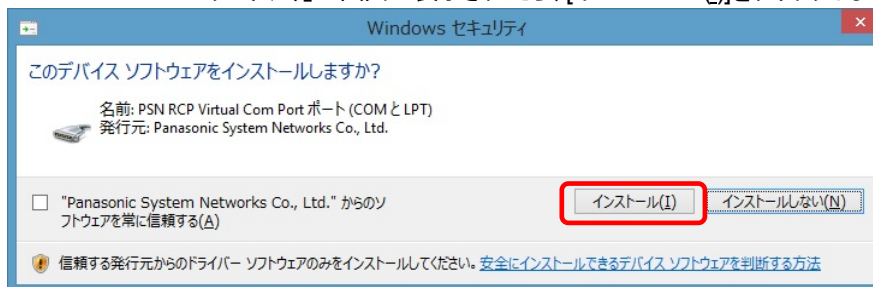 Windows セキュリティ
このデバイス ソフトウェアをインストールしますか?
名前: PSN RCP Virtual Com Port ポート (COM と LPT)
発行元: Panasonic System Networks Co., Ltd.
"Panasonic System Networks Co., Ltd." からのソ
フトウェアを常に信頼する(A)
インストール(I)
インストールしない(N)
信頼する発行元からのドライバー ソフトウェアのみをインストールしてください。安全にインストールできるデバイス ソフトウェアを判断する方法